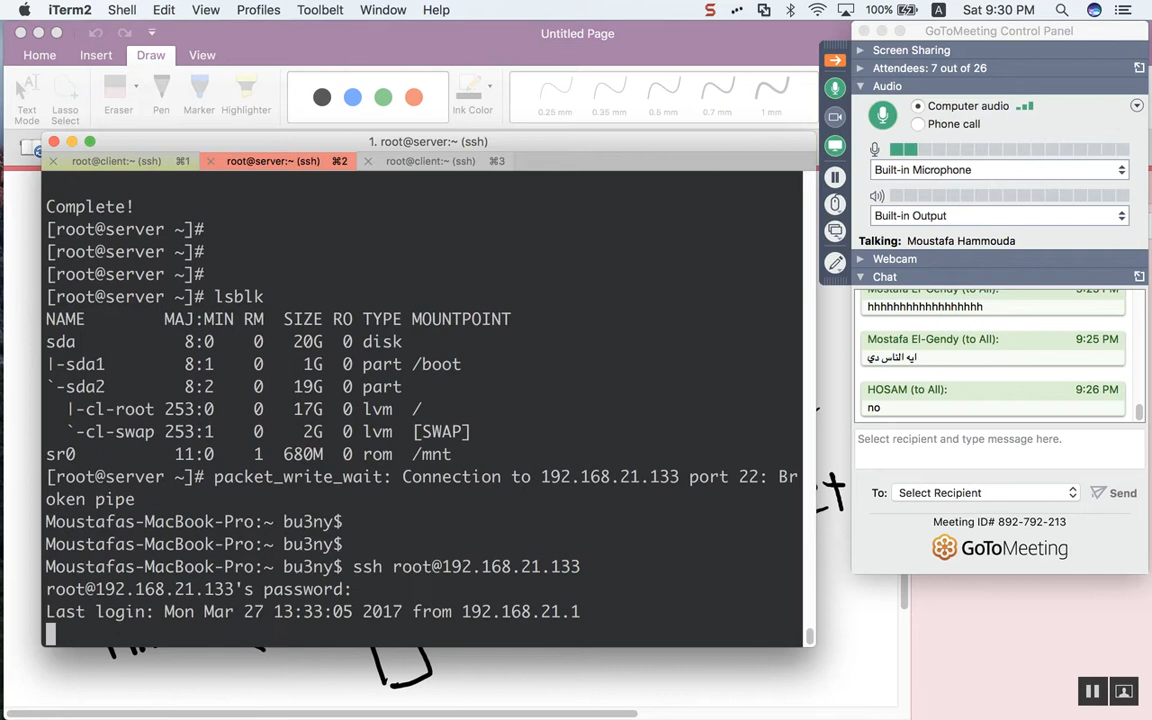 iTerm2 Shell Edit View Profiles Toolbelt Window Help 100% A Sat 9:30 PM
Untitled Page
Home Insert Draw View
Text Mode
Lasso Select
Eraser
Pen
Marker
Highlighter
Ink Color
0.25 mm
0.35 mm
0.5 mm
0.7 mm
1 mm
1. root@server:~ (ssh)
root@client:~ (ssh) ⌘1
root@server:~ (ssh) ⌘2
root@client:~ (ssh) ⌘3
Complete!
[root@server ~]#
[root@server ~]#
[root@server ~]#
[root@server ~]# lsblk
NAME MAJ:MIN RM SIZE RO TYPE MOUNTPOINT
sda 8:0 0 20G 0 disk
|-sda1 8:1 0 1G 0 part /boot
`-sda2 8:2 0 19G 0 part
|-cl-root 253:0 0 17G 0 lvm /
`-cl-swap 253:1 0 2G 0 lvm [SWAP]
sr0 11:0 1 680M 0 rom /mnt
[root@server ~]# packet_write_wait: Connection to 192.168.21.133 port 22: Br
oken pipe
Moustafas-MacBook-Pro:~ bu3ny$
Moustafas-MacBook-Pro:~ bu3ny$
Moustafas-MacBook-Pro:~ bu3ny$ ssh root@192.168.21.133
root@192.168.21.133's password:
Last login: Mon Mar 27 13:33:05 2017 from 192.168.21.1
GoToMeeting Control Panel
Screen Sharing
Attendees: 7 out of 26
Audio
Computer audio
Phone call
Built-in Microphone
Built-in Output
Talking: Moustafa Hammouda
Webcam
Chat
Mostafa El-Gendy (to All): 9:25 PM
hhhhhhhhhhhhhhhhhh
Mostafa El-Gendy (to All): 9:25 PM
ايه الناس دي
HOSAM (to All): 9:26 PM
no
Select recipient and type message here.
To: Select Recipient Send
Meeting ID# 892-792-213
GoToMeeting